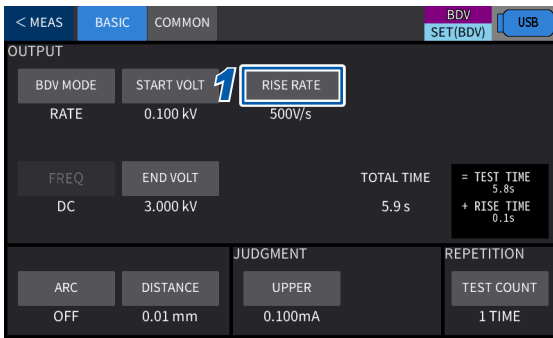 < MEAS BASIC COMMON BDV SET(BDV) USB
OUTPUT
BDV MODE START VOLT 1 RISE RATE
RATE 0.100 kV 500V/s
FREQ END VOLT TOTAL TIME = TEST TIME
5.8s
DC 3.000 kV 5.9 s + RISE TIME
0.1s
JUDGMENT REPETITION
ARC DISTANCE UPPER TEST COUNT
OFF 0.01 mm 0.100mA 1 TIME